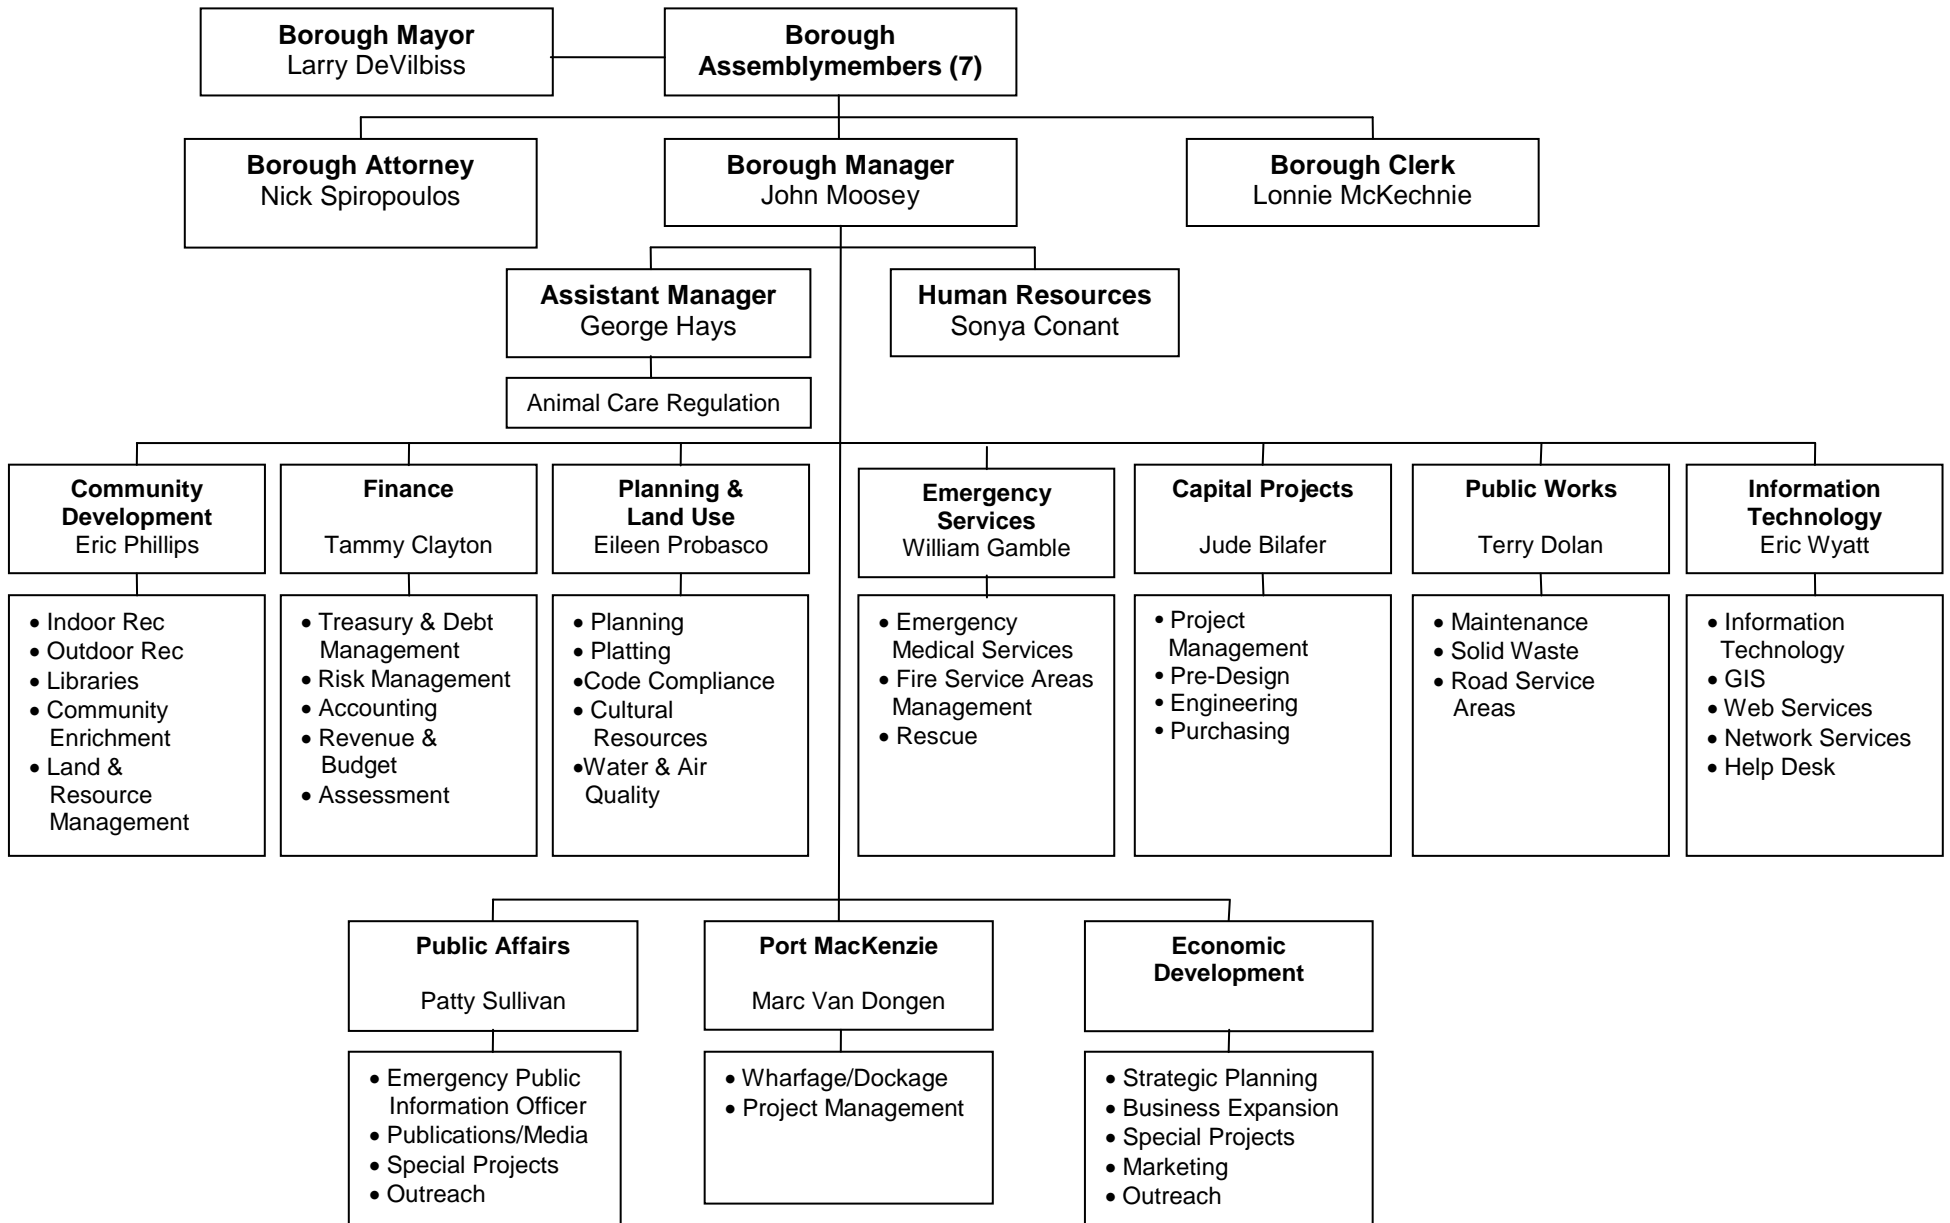 Borough Mayor
Larry DeVilbiss
Borough
Assemblymembers (7)
Borough Attorney
Nick Spiropoulos
Borough Manager
John Moosey
Borough Clerk
Lonnie McKechnie
Assistant Manager
George Hays
Human Resources
Sonya Conant
Animal Care Regulation
Community
Development
Eric Phillips
Finance
Tammy Clayton
Planning &
Land Use
Eileen Probasco
Emergency
Services
William Gamble
Capital Projects
Jude Bilafer
Public Works
Terry Dolan
Information
Technology
Eric Wyatt
• Indoor Rec
• Outdoor Rec
• Libraries
• Community
Enrichment
• Land &
Resource
Management
• Treasury & Debt
Management
• Risk Management
• Accounting
• Revenue &
Budget
• Assessment
• Planning
• Platting
•Code Compliance
• Cultural
Resources
•Water & Air
Quality
• Emergency
Medical Services
• Fire Service Areas
Management
• Rescue
• Project
Management
• Pre-Design
• Engineering
• Purchasing
• Maintenance
• Solid Waste
• Road Service
Areas
• Information
Technology
• GIS
• Web Services
• Network Services
• Help Desk
Public Affairs
Patty Sullivan
Port MacKenzie
Marc Van Dongen
Economic
Development
• Emergency Public
Information Officer
• Publications/Media
• Special Projects
• Outreach
• Wharfage/Dockage
• Project Management
• Strategic Planning
• Business Expansion
• Special Projects
• Marketing
• Outreach